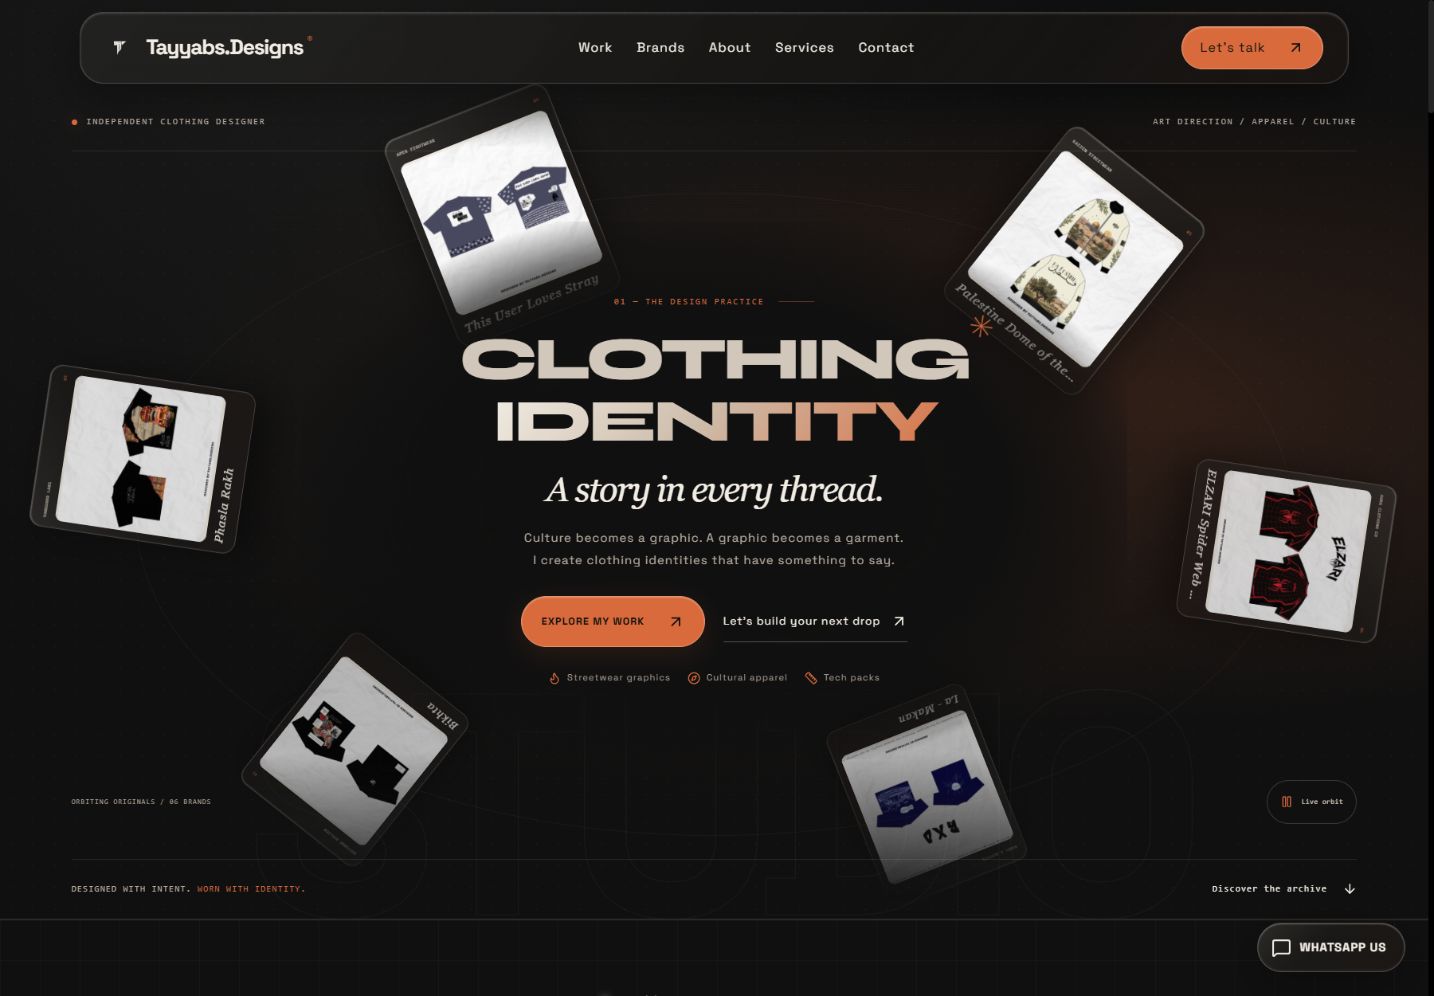 Tayyabs.Designs®
Work
Brands
About
Services
Contact
Let's talk
INDEPENDENT CLOTHING DESIGNER
ART DIRECTION / APPAREL / CULTURE
This User Loves Stray
Palestine Dome of the...
01 — THE DESIGN PRACTICE
CLOTHING
IDENTITY
A story in every thread.
Culture becomes a graphic. A graphic becomes a garment.
I create clothing identities that have something to say.
EXPLORE MY WORK
Let's build your next drop
Streetwear graphics
Cultural apparel
Tech packs
Phasla Rakh
ELZARI Spider Web ...
ELZARI
Bikhta
La - Makan
STUDIO
ORBITING ORIGINALS / 06 BRANDS
Live orbit
DESIGNED WITH INTENT. WORN WITH IDENTITY.
Discover the archive
WHATSAPP US